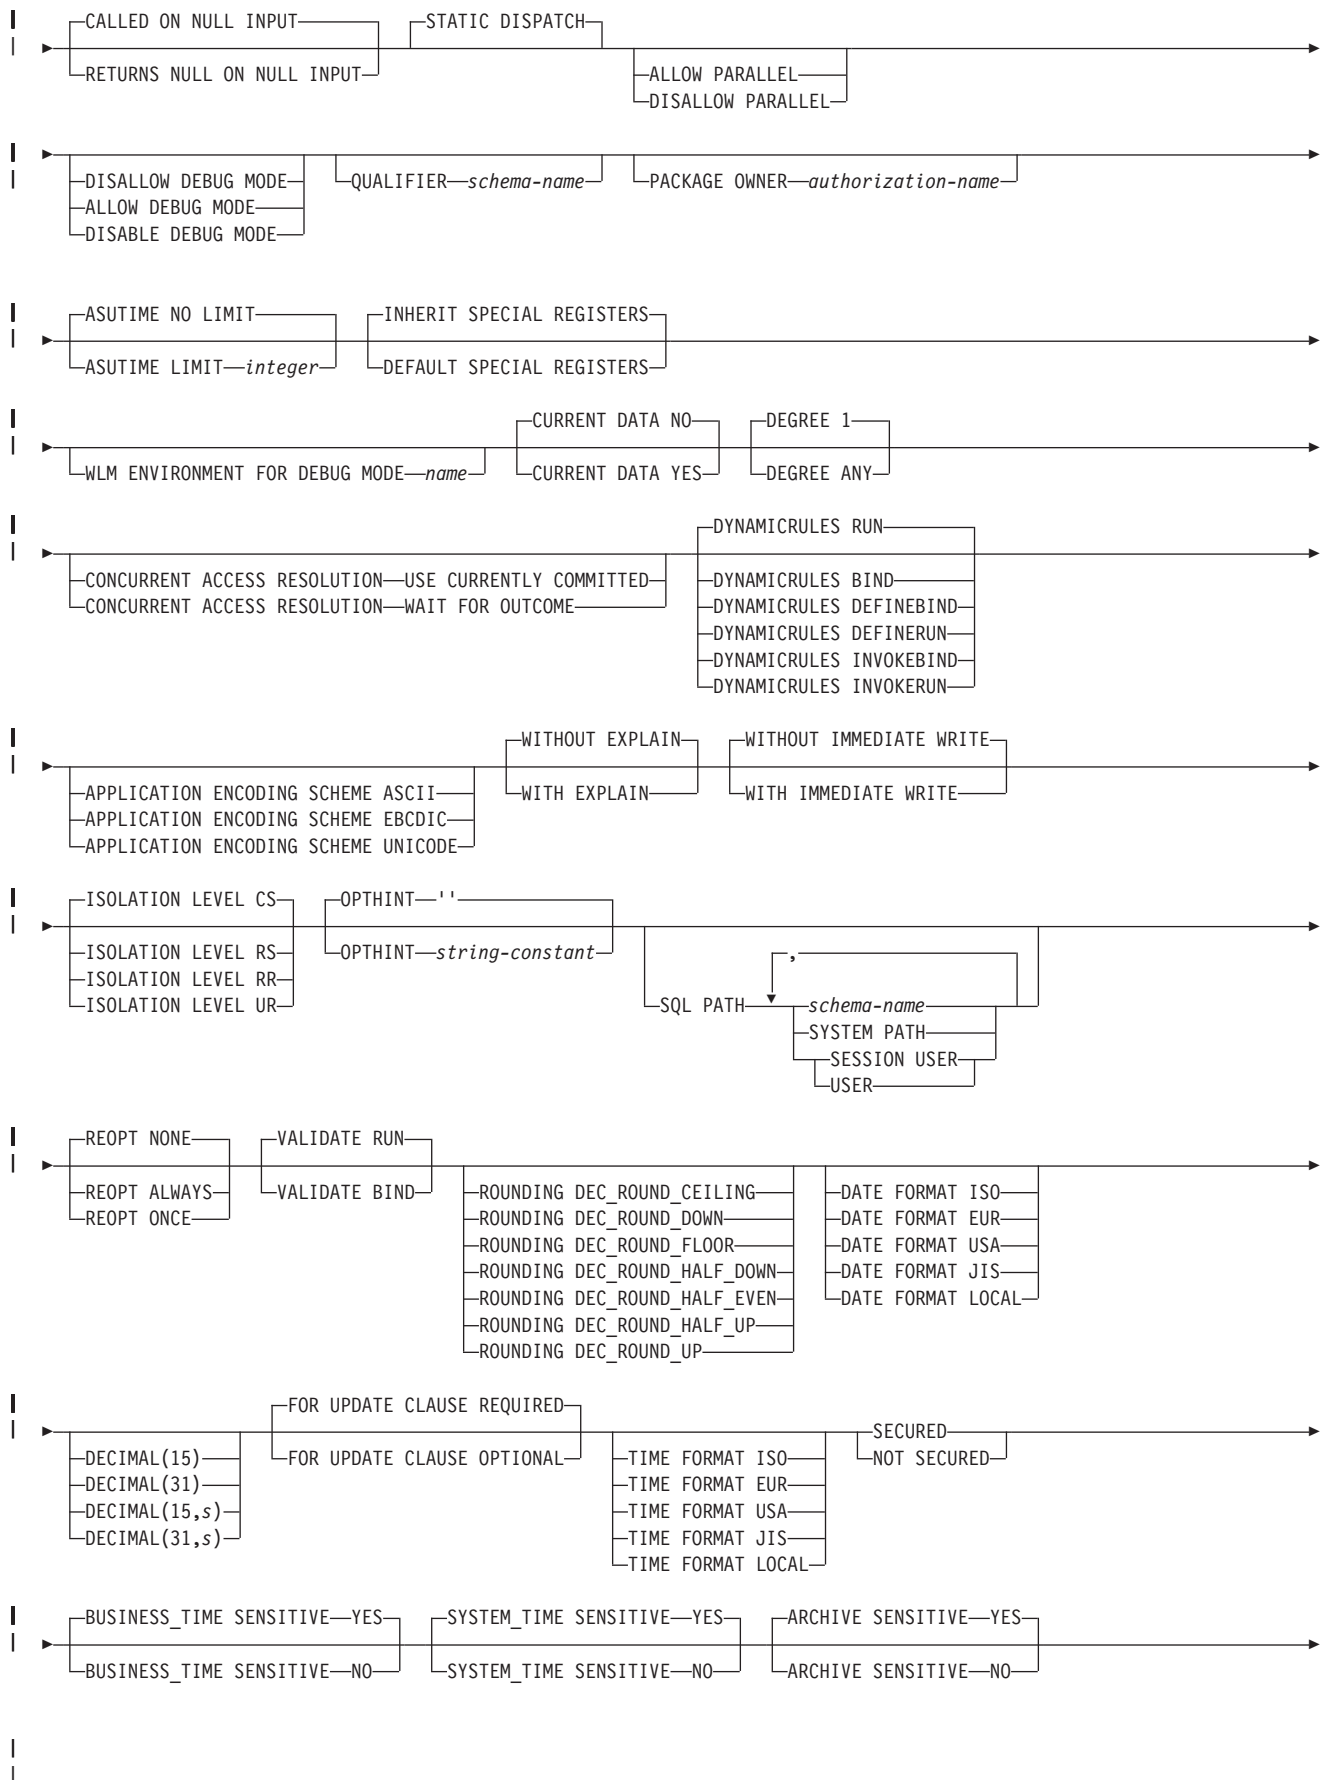 CALLED ON NULL INPUT STATIC DISPATCH
RETURNS NULL ON NULL INPUT ALLOW PARALLEL
DISALLOW PARALLEL
DISALLOW DEBUG MODE QUALIFIER schema-name PACKAGE OWNER authorization-name
ALLOW DEBUG MODE
DISABLE DEBUG MODE
ASUTIME NO LIMIT INHERIT SPECIAL REGISTERS
ASUTIME LIMIT integer DEFAULT SPECIAL REGISTERS
CURRENT DATA NO DEGREE 1
WLM ENVIRONMENT FOR DEBUG MODE name CURRENT DATA YES DEGREE ANY
DYNAMICRULES RUN
CONCURRENT ACCESS RESOLUTION USE CURRENTLY COMMITTED DYNAMICRULES BIND
CONCURRENT ACCESS RESOLUTION WAIT FOR OUTCOME DYNAMICRULES DEFINEBIND
DYNAMICRULES DEFINERUN
DYNAMICRULES INVOKEBIND
DYNAMICRULES INVOKERUN
WITHOUT EXPLAIN WITHOUT IMMEDIATE WRITE
APPLICATION ENCODING SCHEME ASCII WITH EXPLAIN WITH IMMEDIATE WRITE
APPLICATION ENCODING SCHEME EBCDIC
APPLICATION ENCODING SCHEME UNICODE
ISOLATION LEVEL CS OPTHINT ''
ISOLATION LEVEL RS OPTHINT string-constant ,
ISOLATION LEVEL RR
ISOLATION LEVEL UR SQL PATH schema-name
SYSTEM PATH
SESSION USER
USER
REOPT NONE VALIDATE RUN
REOPT ALWAYS VALIDATE BIND ROUNDING DEC_ROUND_CEILING DATE FORMAT ISO
REOPT ONCE ROUNDING DEC_ROUND_DOWN DATE FORMAT EUR
ROUNDING DEC_ROUND_FLOOR DATE FORMAT USA
ROUNDING DEC_ROUND_HALF_DOWN DATE FORMAT JIS
ROUNDING DEC_ROUND_HALF_EVEN DATE FORMAT LOCAL
ROUNDING DEC_ROUND_HALF_UP
ROUNDING DEC_ROUND_UP
FOR UPDATE CLAUSE REQUIRED
SECURED
DECIMAL(15) FOR UPDATE CLAUSE OPTIONAL TIME FORMAT ISO NOT SECURED
DECIMAL(31) TIME FORMAT EUR
DECIMAL(15,s) TIME FORMAT USA
DECIMAL(31,s) TIME FORMAT JIS
TIME FORMAT LOCAL
BUSINESS_TIME SENSITIVE YES SYSTEM_TIME SENSITIVE YES ARCHIVE SENSITIVE YES
BUSINESS_TIME SENSITIVE NO SYSTEM_TIME SENSITIVE NO ARCHIVE SENSITIVE NO